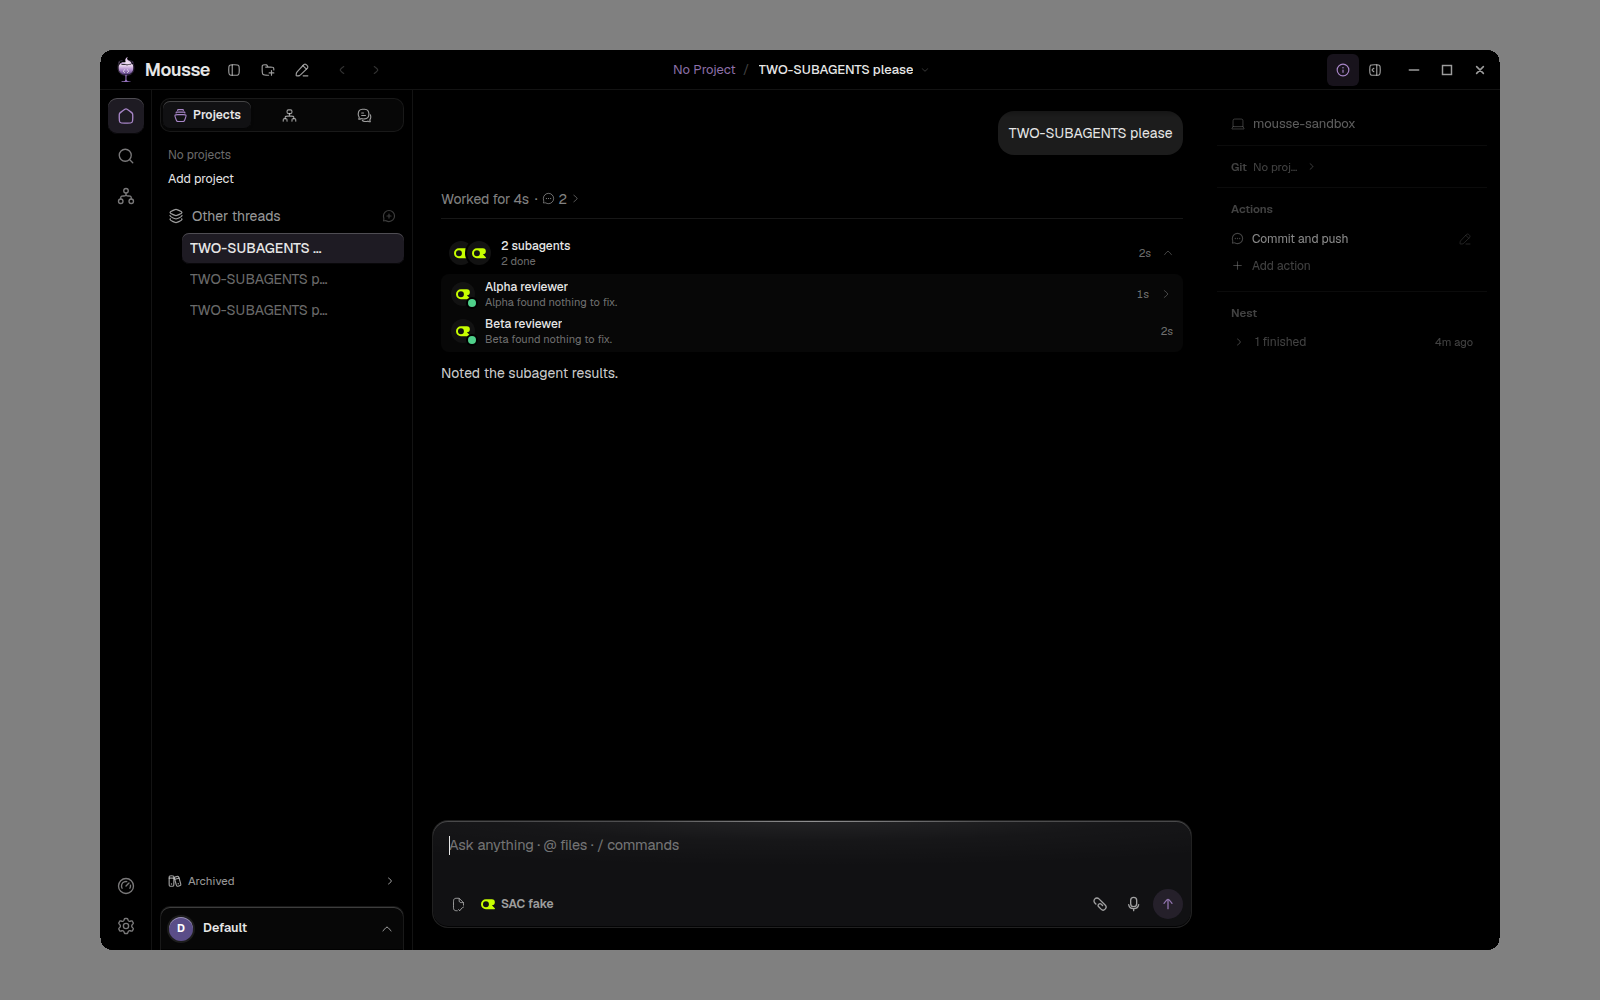 Mousse
No Project / TWO-SUBAGENTS please
Projects
No projects
Add project
Other threads
TWO-SUBAGENTS ...
TWO-SUBAGENTS p...
TWO-SUBAGENTS p...
Archived
D Default
TWO-SUBAGENTS please
Worked for 4s · 2
2 subagents
2 done
2s
Alpha reviewer
Alpha found nothing to fix.
1s
Beta reviewer
Beta found nothing to fix.
2s
Noted the subagent results.
Ask anything · @ files · / commands
SAC fake
mousse-sandbox
Git No proj...
Actions
Commit and push
Add action
Nest
1 finished 4m ago